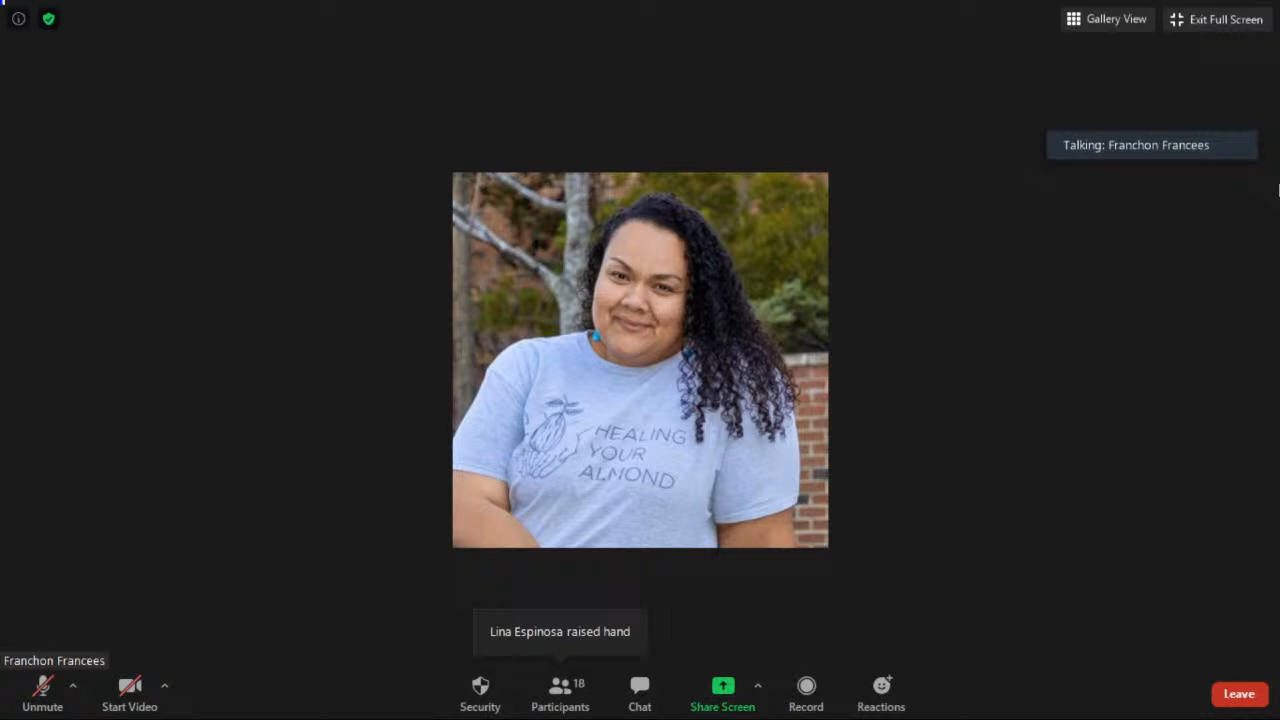 Gallery View
Exit Full Screen
Talking: Franchon Francees
HEALING
YOUR
ALMOND
Lina Espinosa raised hand
Franchon Francees
18
Unmute
Start Video
Security
Participants
Chat
Share Screen
Record
Reactions
Leave